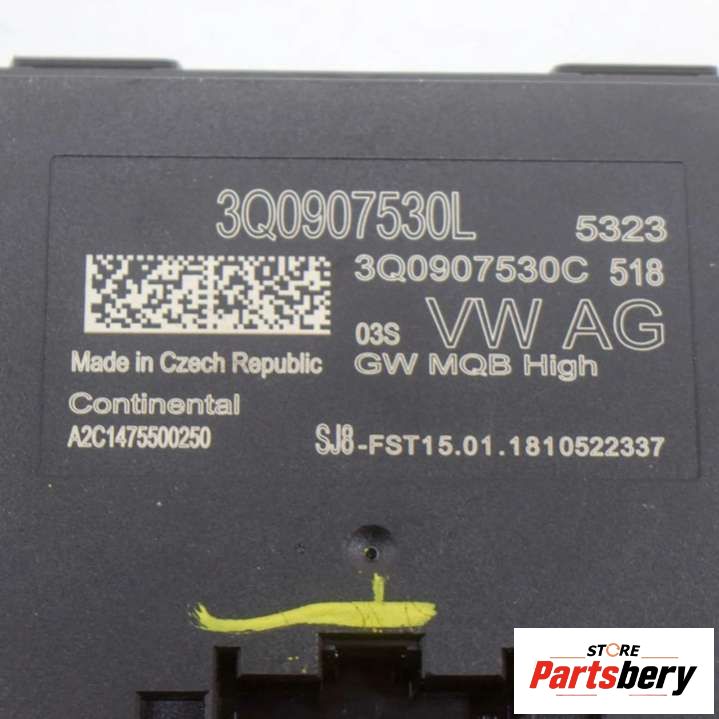 3Q0907530L
5323
3Q0907530C 518
03S VW AG
Made in Czech Republic
GW MQB High
Continental
A2C1475500250
SJ8-FST15.01.1810522337
STORE
Partsbery